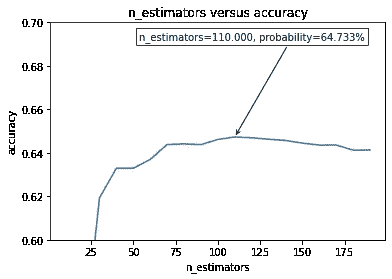 n_estimators versus accuracy
0.70
n_estimators=110.000, probability=64.733%
0.68
0.66
accuracy
0.64
0.62
0.60
25 50 75 100 125 150 175
n_estimators